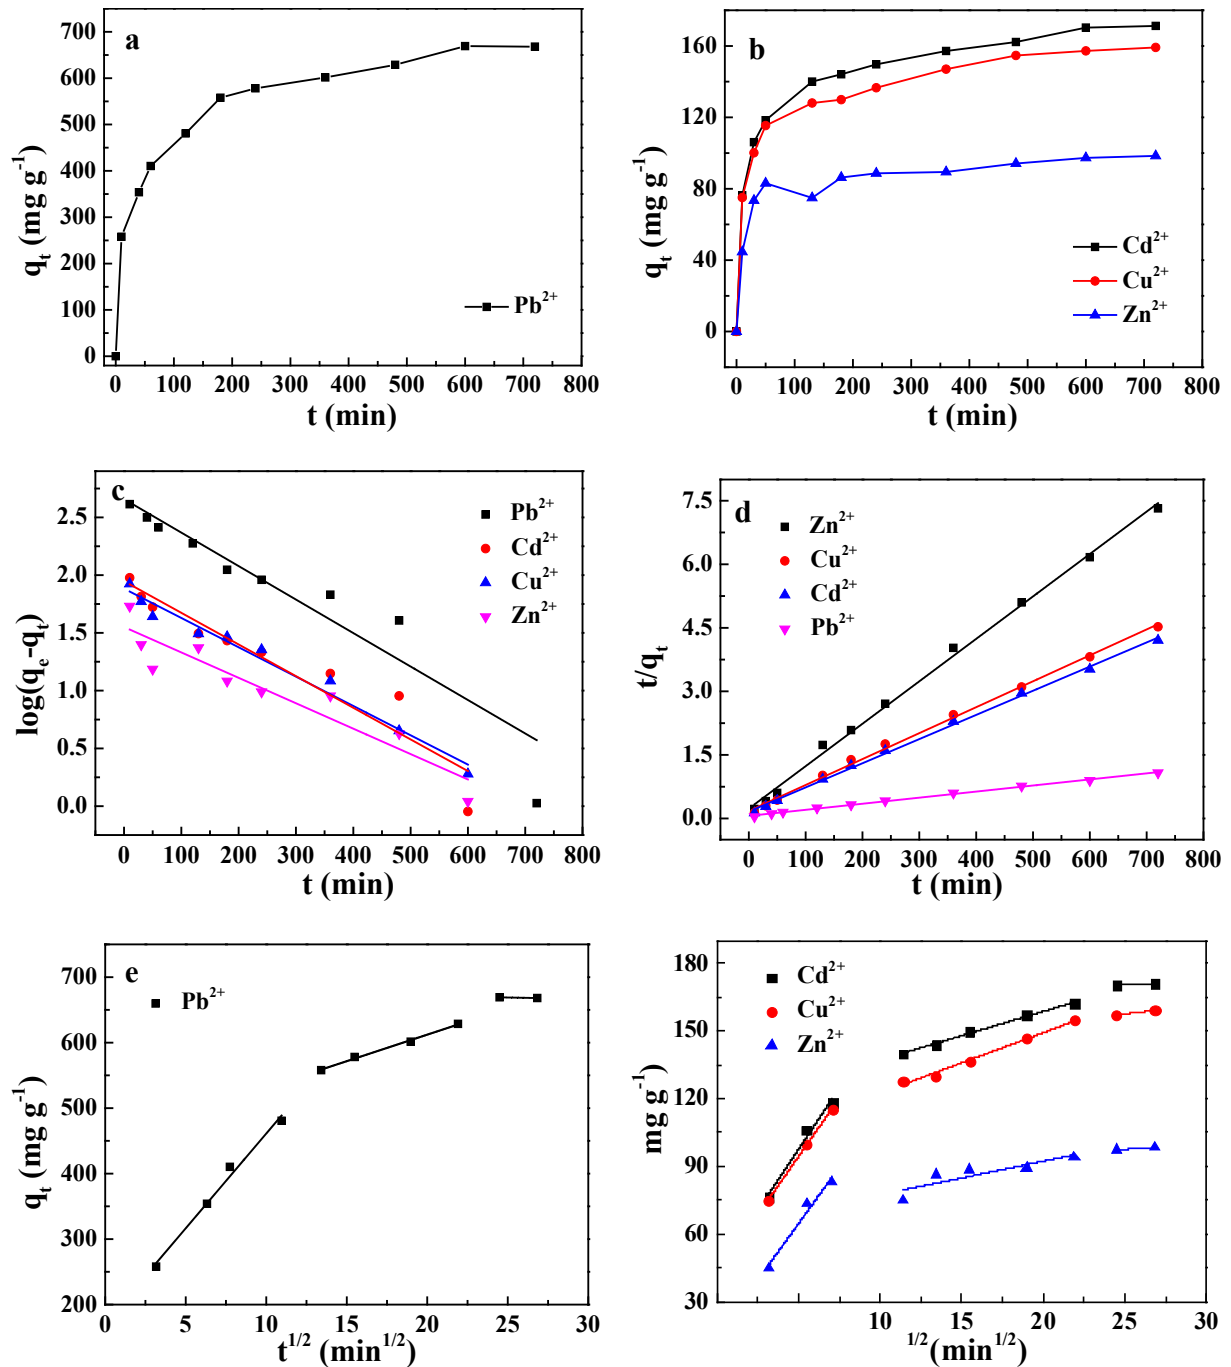 a
700
600
500
400
300
200
100
0
q_t (mg g^-1)
Pb^2+
0 100 200 300 400 500 600 700 800
t (min)
b
160
120
80
40
0
q_t (mg g^-1)
Cd^2+
Cu^2+
Zn^2+
0 100 200 300 400 500 600 700 800
t (min)
c
2.5
2.0
1.5
1.0
0.5
0.0
log(q_e-q_t)
Pb^2+
Cd^2+
Cu^2+
Zn^2+
0 100 200 300 400 500 600 700 800
t (min)
d
7.5
6.0
4.5
3.0
1.5
0.0
t/q_t
Zn^2+
Cu^2+
Cd^2+
Pb^2+
0 100 200 300 400 500 600 700 800
t (min)
e
700
600
500
400
300
200
q_t (mg g^-1)
Pb^2+
0 5 10 15 20 25 30
t^1/2 (min^1/2)
180
150
120
90
60
30
mg g^-1
Cd^2+
Cu^2+
Zn^2+
10 15 20 25 30
^1/2 (min^1/2)